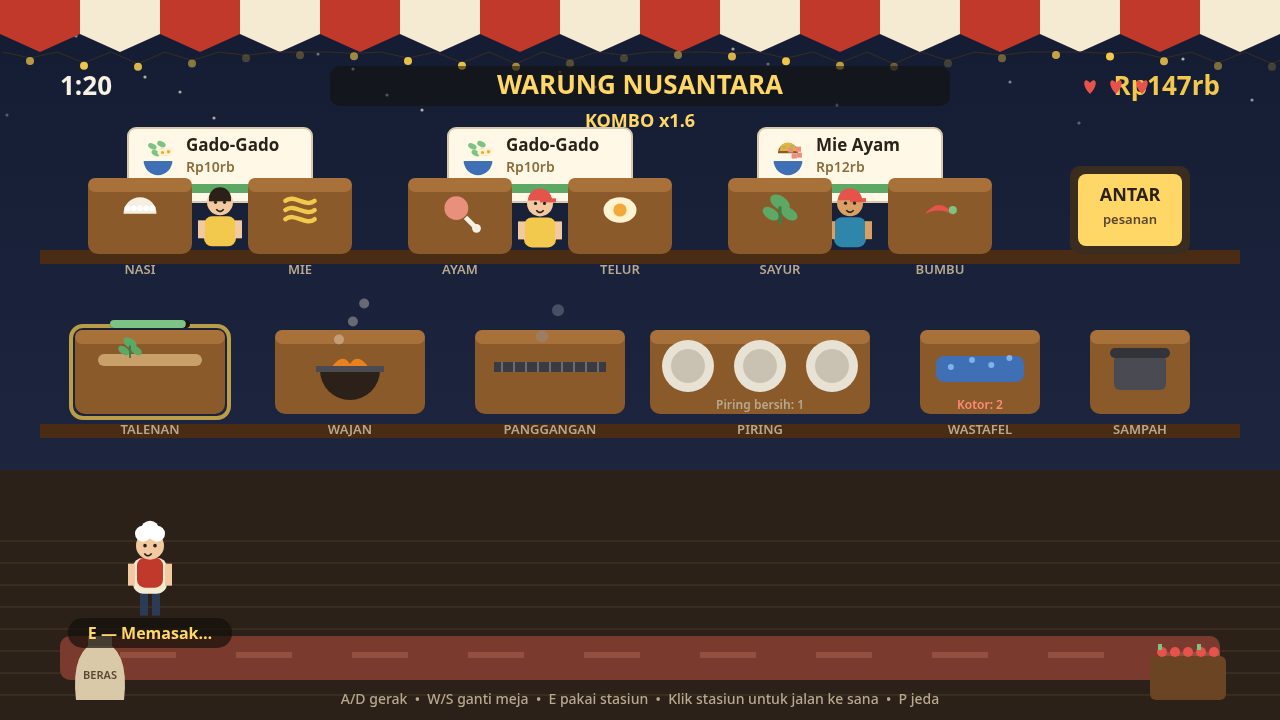 1:20
WARUNG NUSANTARA
Rp147rb
KOMBO x1.6
Gado-Gado
Rp10rb
Gado-Gado
Rp10rb
Mie Ayam
Rp12rb
ANTAR
pesanan
NASI
MIE
AYAM
TELUR
SAYUR
BUMBU
Piring bersih: 1
Kotor: 2
TALENAN
WAJAN
PANGGANGAN
PIRING
WASTAFEL
SAMPAH
E — Memasak...
BERAS
A/D gerak • W/S ganti meja • E pakai stasiun • Klik stasiun untuk jalan ke sana • P jeda